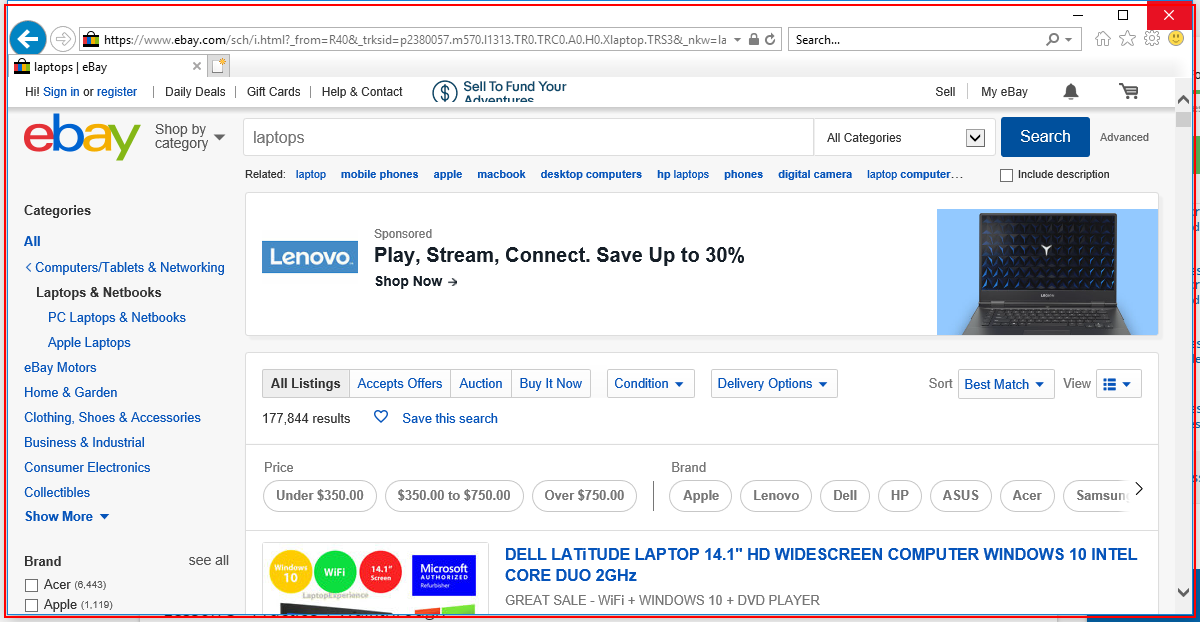 https://www.ebay.com/sch/i.html?_from=R40&_trksid=p2380057.m570.l1313.TR0.TRC0.A0.H0.Xlaptop.TRS3&_nkw=la
Search...
laptops | eBay
Hi! Sign in or register
Daily Deals
Gift Cards
Help & Contact
Sell To Fund Your
Adventures
Sell
My eBay
ebay
Shop by
category
laptops
All Categories
Search
Advanced
Related: laptop mobile phones apple macbook desktop computers hp laptops phones digital camera laptop computer...
Include description
Categories
All
Computers/Tablets & Networking
Laptops & Netbooks
PC Laptops & Netbooks
Apple Laptops
eBay Motors
Home & Garden
Clothing, Shoes & Accessories
Business & Industrial
Consumer Electronics
Collectibles
Show More
Brand see all
Acer (6,443)
Apple (1,119)
Lenovo
Sponsored
Play, Stream, Connect. Save Up to 30%
Shop Now →
LEGION
All Listings Accepts Offers Auction Buy It Now Condition Delivery Options Sort Best Match View
177,844 results Save this search
Price
Under $350.00 $350.00 to $750.00 Over $750.00
Brand
Apple Lenovo Dell HP ASUS Acer Samsun
Windows
10
WiFi
14.1"
Screen
Microsoft
AUTHORIZED
Refurbisher
LaptopExperience
DELL LATiTUDE LAPTOP 14.1" HD WIDESCREEN COMPUTER WINDOWS 10 INTEL
CORE DUO 2GHz
GREAT SALE - WiFi + WINDOWS 10 + DVD PLAYER